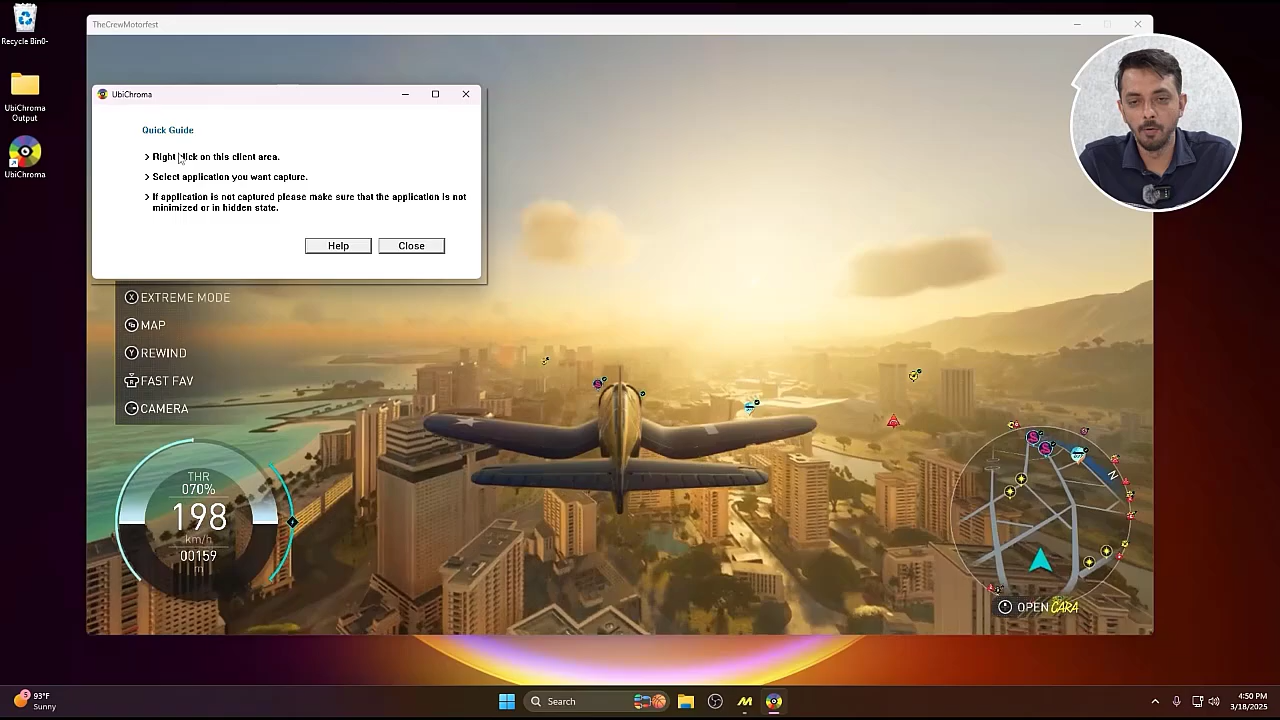 Recycle Bin0-
UbiChroma
Output
UbiChroma
TheCrewMotorfest
UbiChroma
Quick Guide
> Right click on this client area.
> Select application you want capture.
> If application is not captured please make sure that the application is not
minimized or in hidden state.
Help
Close
X EXTREME MODE
MAP
Y REWIND
FAST FAV
CAMERA
THR
070%
198
km/h
00159
m
N
S
S
S
OPEN CARA
5
93°F
Sunny
Search
4:50 PM
3/18/2025